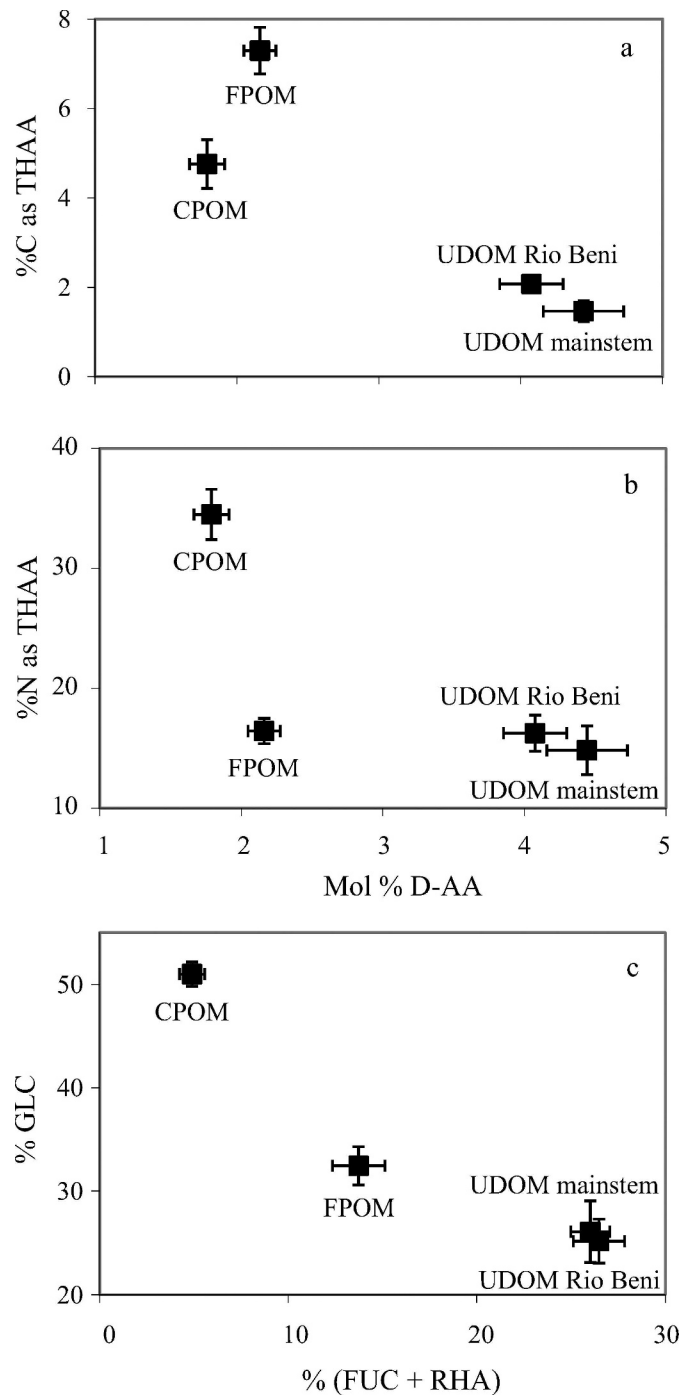 8
a
FPOM
6
%C as THAA
CPOM
4
UDOM Rio Beni
2
UDOM mainstem
0
40
b
CPOM
30
%N as THAA
20
UDOM Rio Beni
FPOM
UDOM mainstem
10
1 2 3 4 5
Mol % D-AA
c
50
CPOM
40
% GLC
UDOM mainstem
30
FPOM
UDOM Rio Beni
20
0 10 20 30
% (FUC + RHA)